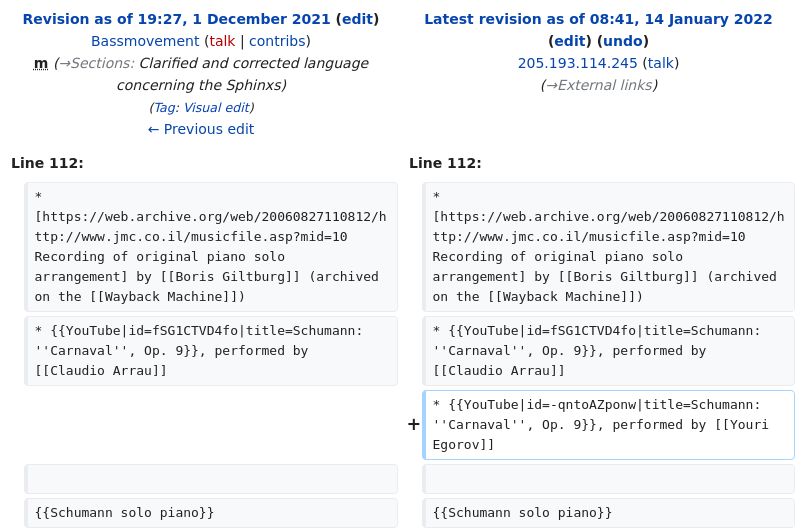 Revision as of 19:27, 1 December 2021 (edit)
Bassmovement (talk | contribs)
m (→Sections: Clarified and corrected language
concerning the Sphinxs)
(Tag: Visual edit)
← Previous edit
Latest revision as of 08:41, 14 January 2022
(edit) (undo)
205.193.114.245 (talk)
(→External links)
Line 112:
Line 112:
*
[https://web.archive.org/web/20060827110812/h
ttp://www.jmc.co.il/musicfile.asp?mid=10
Recording of original piano solo
arrangement] by [[Boris Giltburg]] (archived
on the [[Wayback Machine]])
*
[https://web.archive.org/web/20060827110812/h
ttp://www.jmc.co.il/musicfile.asp?mid=10
Recording of original piano solo
arrangement] by [[Boris Giltburg]] (archived
on the [[Wayback Machine]])
* {{YouTube|id=fSG1CTVD4fo|title=Schumann:
''Carnaval'', Op. 9}}, performed by
[[Claudio Arrau]]
* {{YouTube|id=fSG1CTVD4fo|title=Schumann:
''Carnaval'', Op. 9}}, performed by
[[Claudio Arrau]]
+
* {{YouTube|id=-qntoAZponw|title=Schumann:
''Carnaval'', Op. 9}}, performed by [[Youri
Egorov]]
{{Schumann solo piano}}
{{Schumann solo piano}}